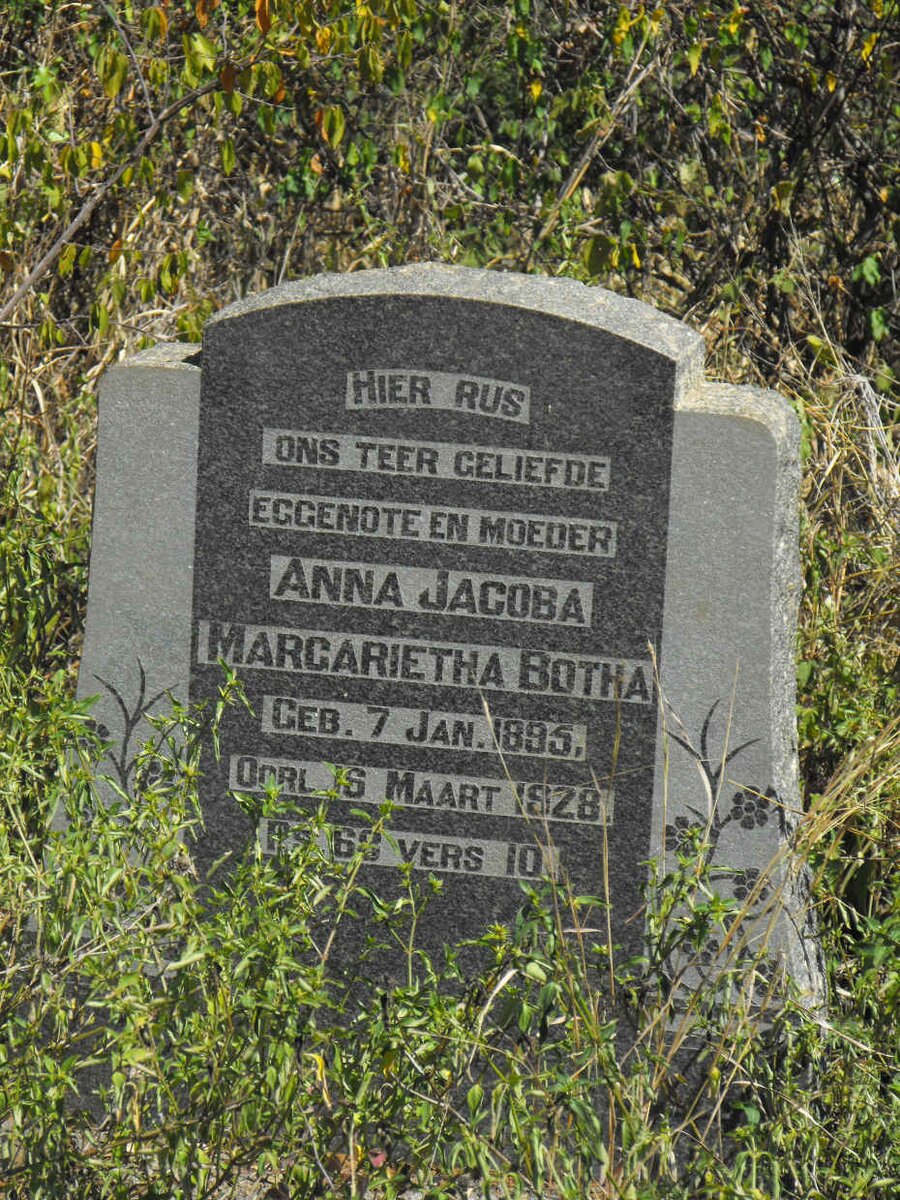 HIER RUS
ONS TEER GELIEFDE
EGGENOTE EN MOEDER
ANNA JACOBA
MARGARIETHA BOTHA
GEB. 7 JAN. 1895,
OORL. MAART 1928
PS. VERS 10